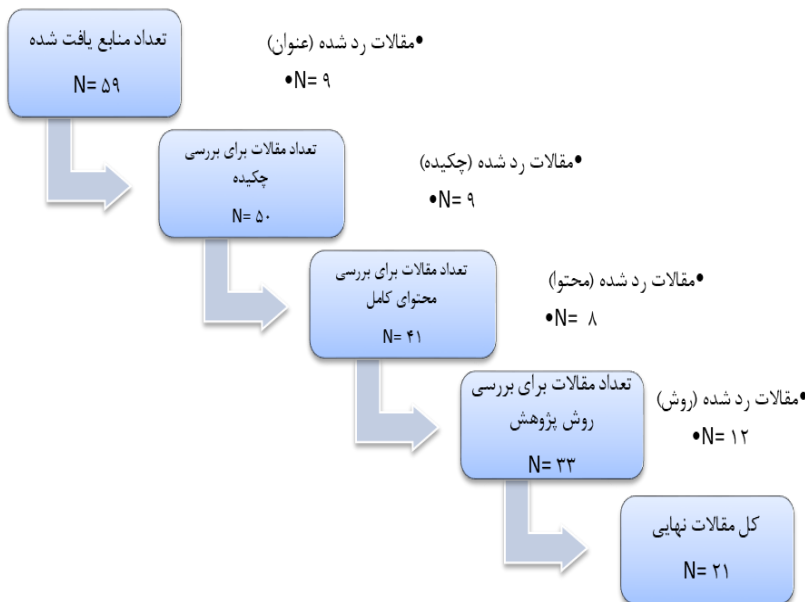 تعداد منابع یافت شده
N= ۵۹
•مقالات رد شده (عنوان)
•N= ۹
تعداد مقالات برای بررسی
چکیده
N= ۵۰
•مقالات رد شده (چکیده)
•N= ۹
تعداد مقالات برای بررسی
محتوای کامل
N= ۴۱
•مقالات رد شده (محتوا)
•N= ۸
تعداد مقالات برای بررسی
روش پژوهش
N= ۳۳
•مقالات رد شده (روش)
•N= ۱۲
کل مقالات نهایی
N= ۲۱